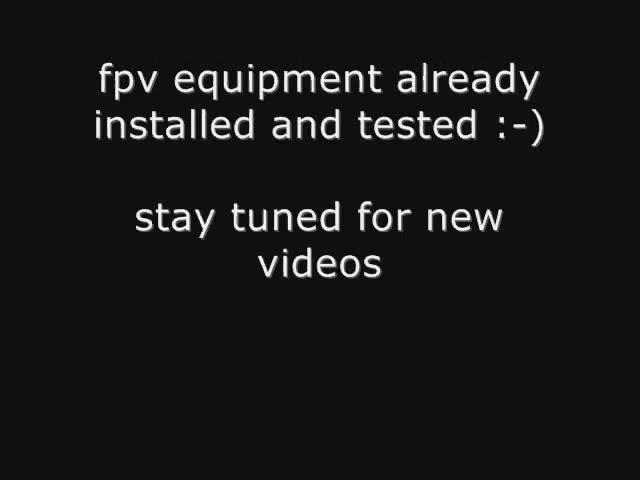 fpv equipment already
installed and tested :-)
stay tuned for new
videos